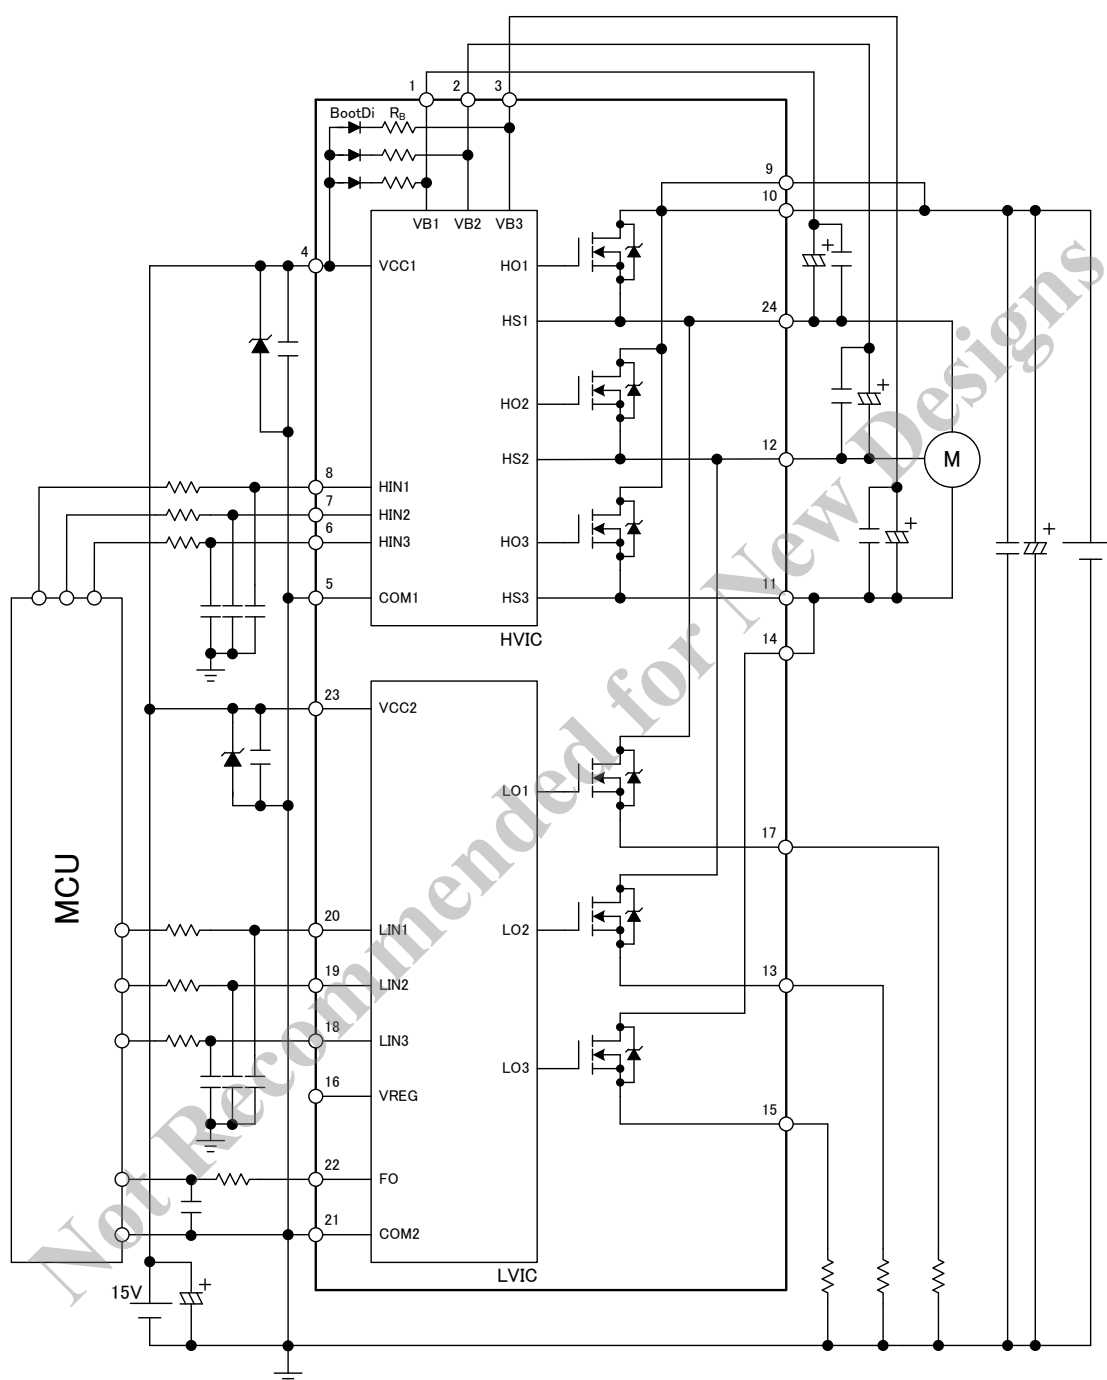 1
2
3
BootDi
RB
9
10
VB1
VB2
VB3
4
VCC1
HO1
24
HS1
HO2
12
HS2
M
8
HIN1
7
HIN2
6
HIN3
HO3
5
COM1
11
HS3
HVIC
14
23
VCC2
LO1
17
MCU
20
LIN1
LO2
19
LIN2
13
18
LIN3
LO3
16
VREG
15
22
FO
21
COM2
LVIC
15V
+
+
+
+
+
Not Recommended for New Designs